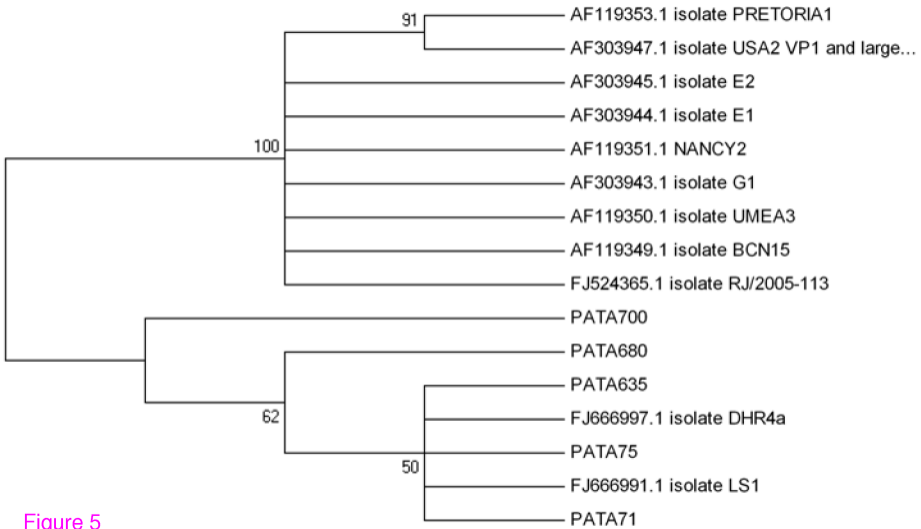 91
AF119353.1 isolate PRETORIA1
AF303947.1 isolate USA2 VP1 and large...
AF303945.1 isolate E2
AF303944.1 isolate E1
100
AF119351.1 NANCY2
AF303943.1 isolate G1
AF119350.1 isolate UMEA3
AF119349.1 isolate BCN15
FJ524365.1 isolate RJ/2005-113
PATA700
PATA680
PATA635
62
FJ666997.1 isolate DHR4a
PATA75
50
FJ666991.1 isolate LS1
PATA71
Figure 5